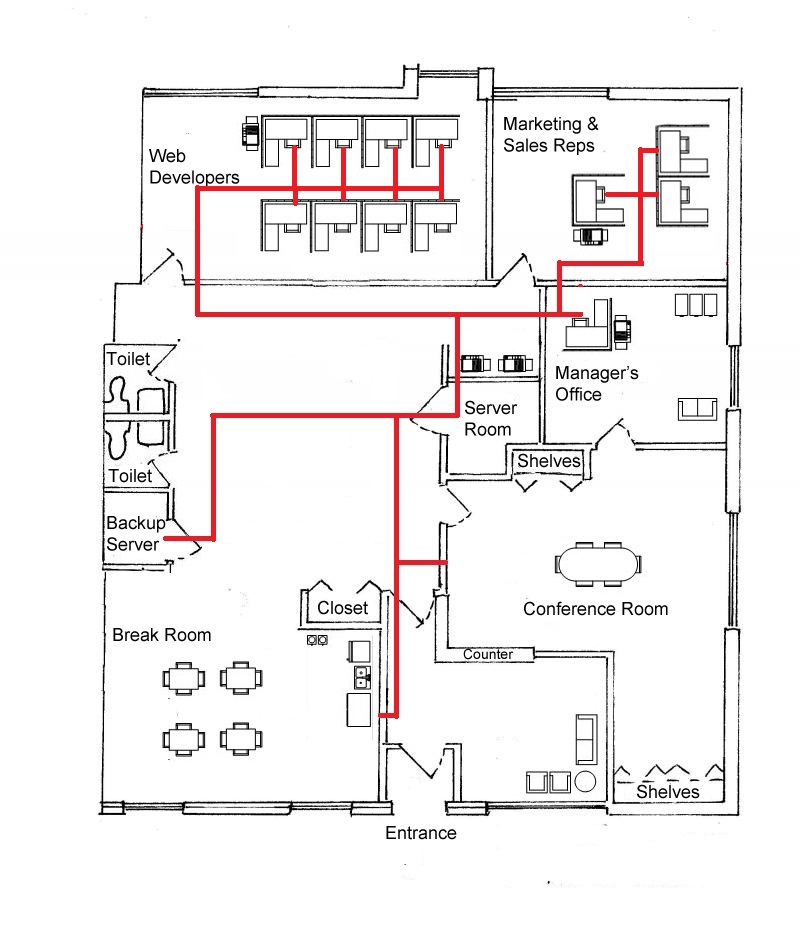 Marketing &
Sales Reps
Web
Developers
Toilet
Manager's
Office
Server
Room
Shelves
Toilet
Backup
Server
Closet
Conference Room
Break Room
Counter
Shelves
Entrance